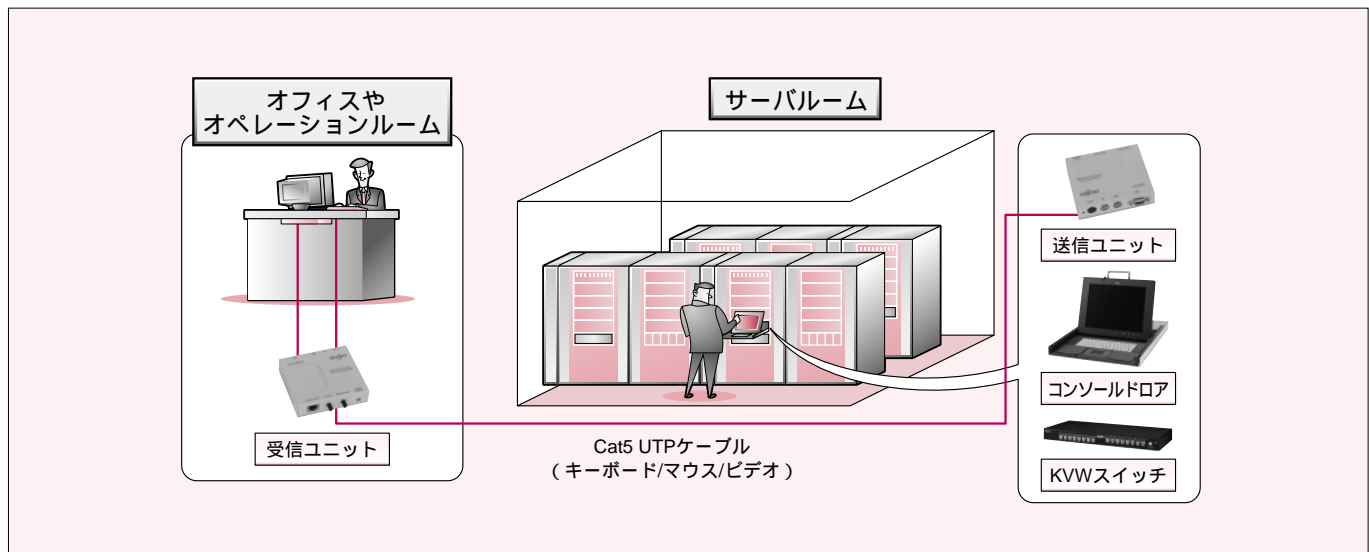 オフィスや
オペレーションルーム
サーバルーム
受信ユニット
Cat5 UTPケーブル
(キーボード/マウス/ビデオ)
送信ユニット
コンソールドロア
KVWスイッチ